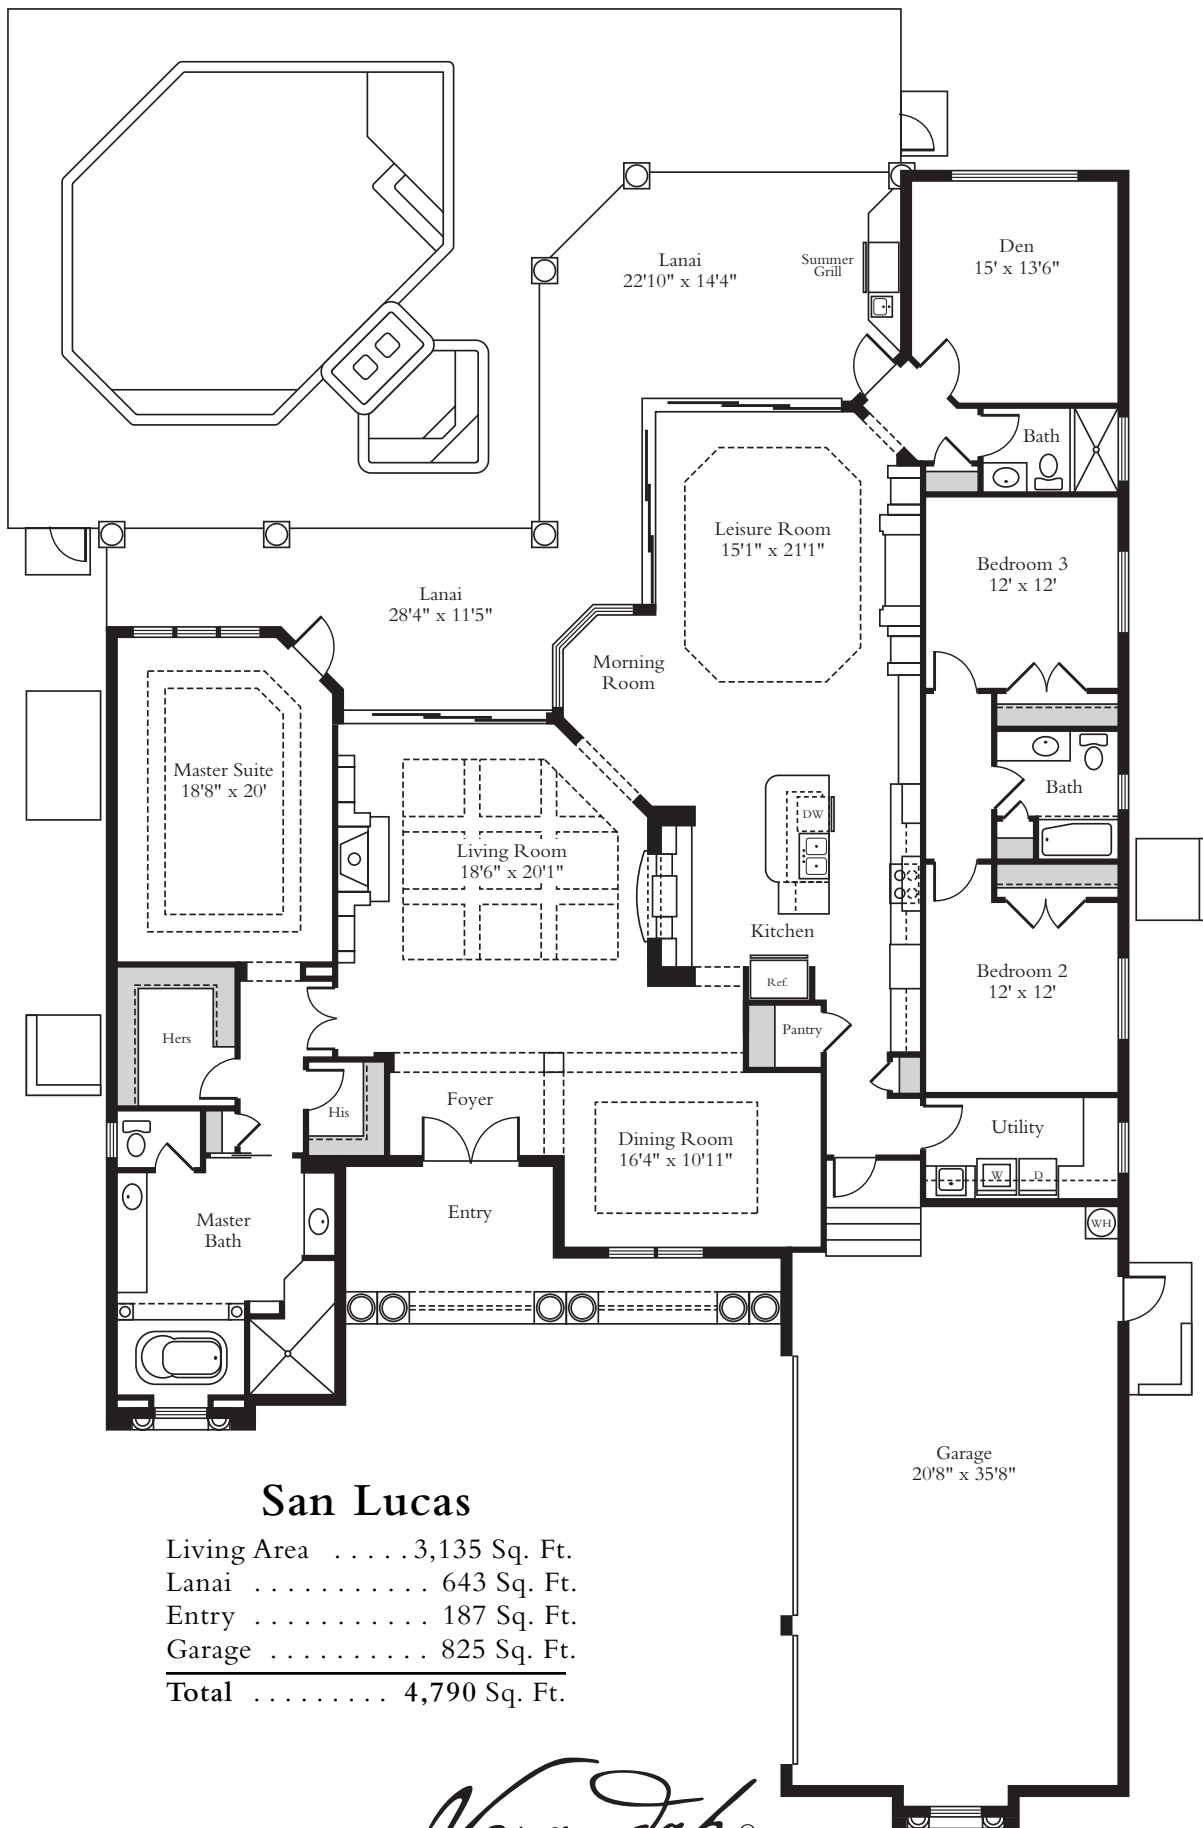 Den
15' x 13'6"
Lanai
22'10" x 14'4"
Summer
Grill
Bath
Leisure Room
15'1" x 21'1"
Bedroom 3
12' x 12'
Lanai
28'4" x 11'5"
Morning
Room
Master Suite
18'8" x 20'
Bath
DW
Living Room
18'6" x 20'1"
Kitchen
Bedroom 2
12' x 12'
Ref.
Pantry
Hers
His
Foyer
Dining Room
16'4" x 10'11"
Utility
W
D
Master
Bath
Entry
WH
Garage
20'8" x 35'8"
San Lucas
Living Area . . . . . 3,135 Sq. Ft.
Lanai . . . . . . . . . . . 643 Sq. Ft.
Entry . . . . . . . . . . . 187 Sq. Ft.
Garage . . . . . . . . . . 825 Sq. Ft.
Total . . . . . . . . . 4,790 Sq. Ft.